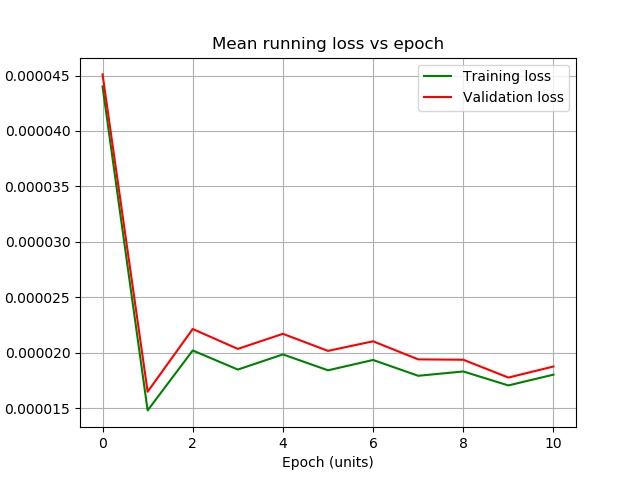 Mean running loss vs epoch
Training loss
Validation loss
0.000045
0.000040
0.000035
0.000030
0.000025
0.000020
0.000015
0 2 4 6 8 10
Epoch (units)